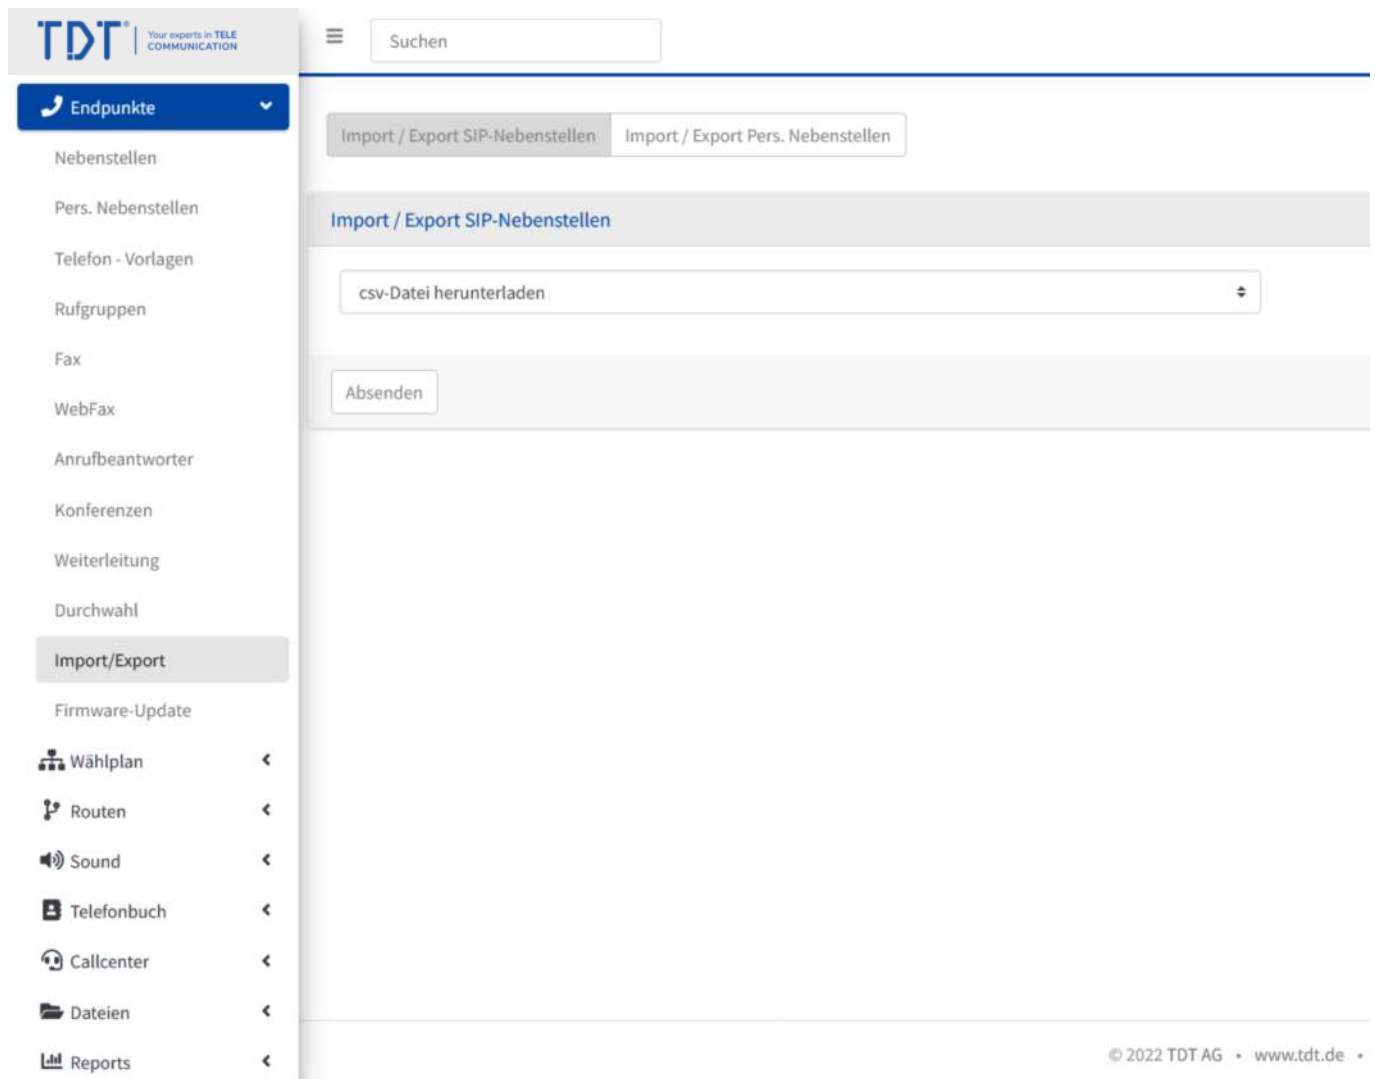 TDT
Your experts in TELE
COMMUNICATION
Suchen
Endpunkte
Nebenstellen
Pers. Nebenstellen
Telefon - Vorlagen
Rufgruppen
Fax
WebFax
Anrufbeantworter
Konferenzen
Weiterleitung
Durchwahl
Import/Export
Firmware-Update
Wählplan
Routen
Sound
Telefonbuch
Callcenter
Dateien
Reports
Import / Export SIP-Nebenstellen
Import / Export Pers. Nebenstellen
Import / Export SIP-Nebenstellen
csv-Datei herunterladen
Absenden
© 2022 TDT AG • www.tdt.de •